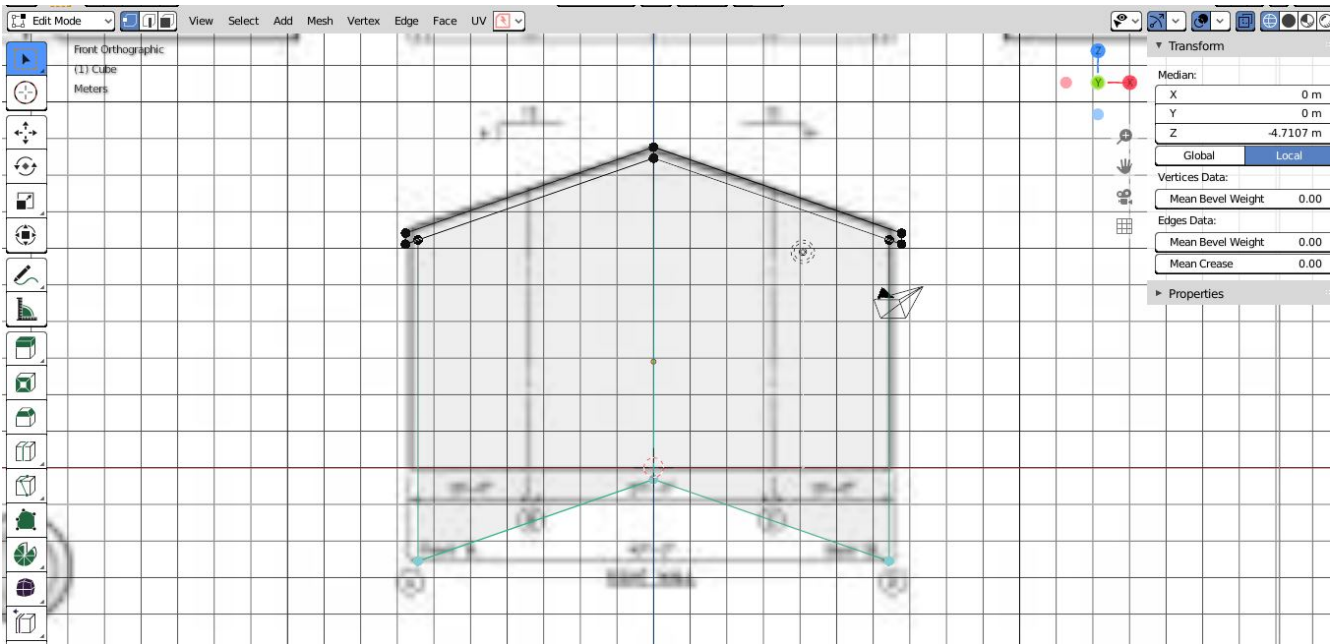 Edit Mode View Select Add Mesh Vertex Edge Face UV
Front Orthographic
(1) Cube
Meters
Z
Y
X
Transform
Median:
X 0 m
Y 0 m
Z -4.7107 m
Global Local
Vertices Data:
Mean Bevel Weight 0.00
Edges Data:
Mean Bevel Weight 0.00
Mean Crease 0.00
Properties